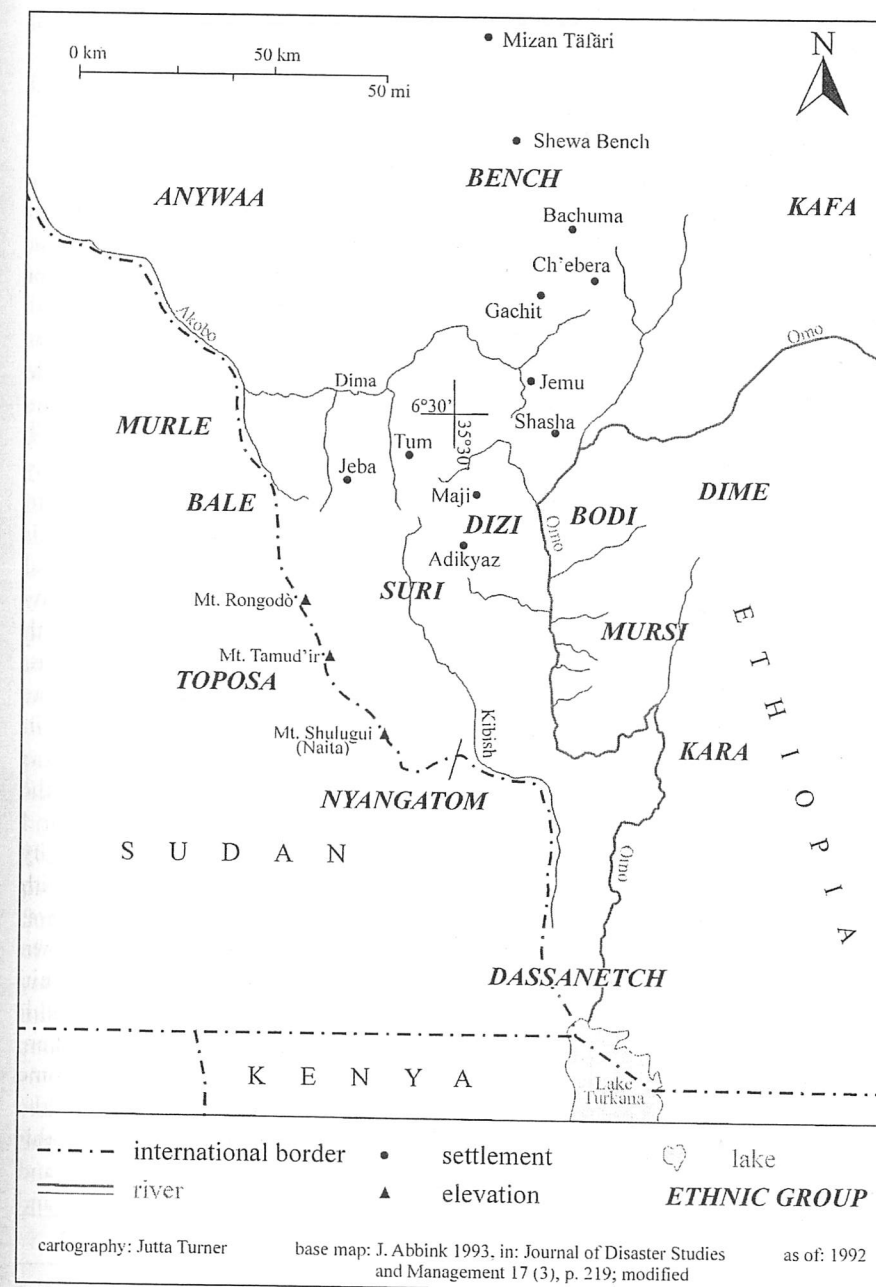 Mizan Täfäri
0 km
50 km
50 mi
N
Shewa Bench
BENCH
ANYWAA
KAFA
Bachuma
Ch’ebera
Gachit
Akobo
Omo
Dima
Jemu
6°30’
35°30’
MURLE
Shasha
Tum
Jeba
BALE
Maji
DIZI
BODI
DIME
Omo
Adikyaz
SURI
Mt. Rongodò
MURSI
Mt. Tamud’ir
TOPOSA
Mt. Shulugui
(Naita)
Kibish
KARA
NYANGATOM
ETHIOPIA
SUDAN
Omo
DASSANETCH
KENYA
Lake
Turkana
international border
settlement
lake
river
elevation
ETHNIC GROUP
cartography: Jutta Turner
base map: J. Abbink 1993, in: Journal of Disaster Studies
and Management 17 (3), p. 219; modified
as of: 1992